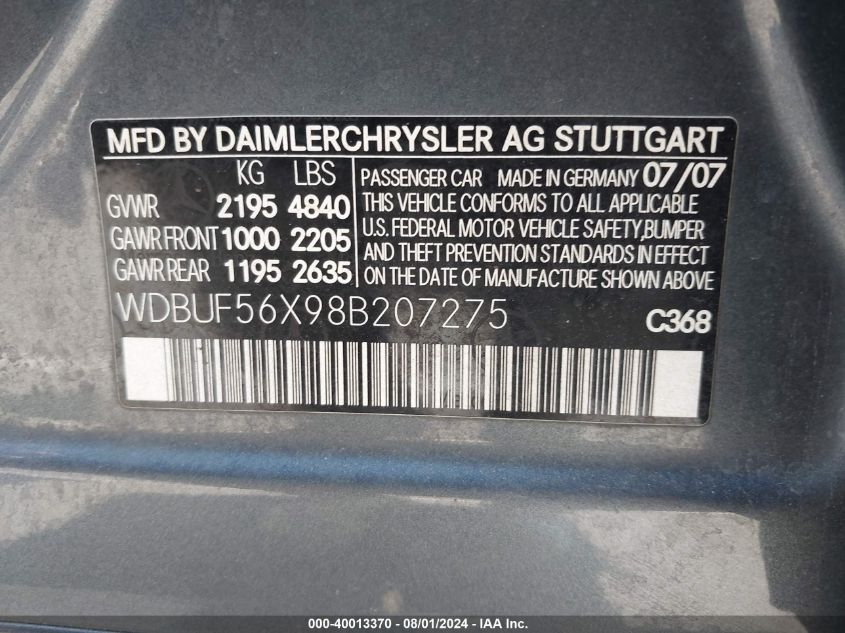 MFD BY DAIMLERCHRYSLER AG STUTTGART
KG LBS
GVWR 2195 4840
GAWR FRONT 1000 2205
GAWR REAR 1195 2635
PASSENGER CAR MADE IN GERMANY 07/07
THIS VEHICLE CONFORMS TO ALL APPLICABLE
U.S. FEDERAL MOTOR VEHICLE SAFETY, BUMPER
AND THEFT PREVENTION STANDARDS IN EFFECT
ON THE DATE OF MANUFACTURE SHOWN ABOVE
WDBUF56X98B207275 C368
000-40013370 - 08/01/2024 - IAA Inc.